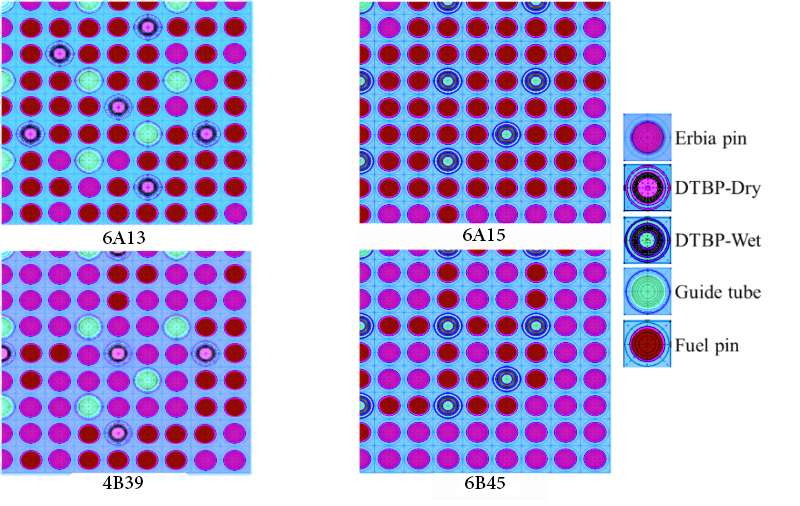 6A13
6A15
Erbia pin
DTBP-Dry
DTBP-Wet
Guide tube
Fuel pin
4B39
6B45